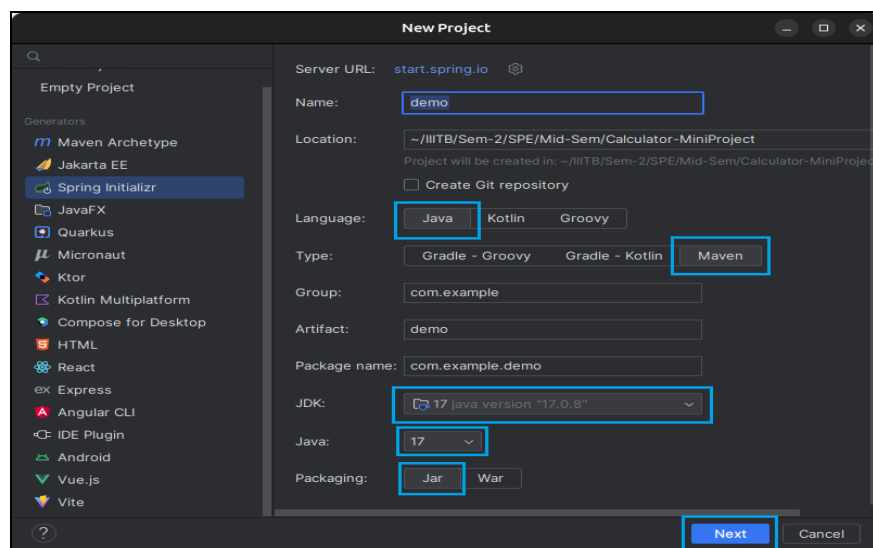 New Project
Empty Project
Generators
Maven Archetype
Jakarta EE
Spring Initializr
JavaFX
Quarkus
Micronaut
Ktor
Kotlin Multiplatform
Compose for Desktop
HTML
React
ex Express
Angular CLI
IDE Plugin
Android
Vue.js
Vite
Server URL: start.spring.io
Name: demo
Location: ~/IIITB/Sem-2/SPE/Mid-Sem/Calculator-MiniProject
Project will be created in: ~/IIITB/Sem-2/SPE/Mid-Sem/Calculator-MiniProjec
Create Git repository
Language: Java Kotlin Groovy
Type: Gradle - Groovy Gradle - Kotlin Maven
Group: com.example
Artifact: demo
Package name: com.example.demo
JDK: 17 java version "17.0.8"
Java: 17
Packaging: Jar War
? Next Cancel